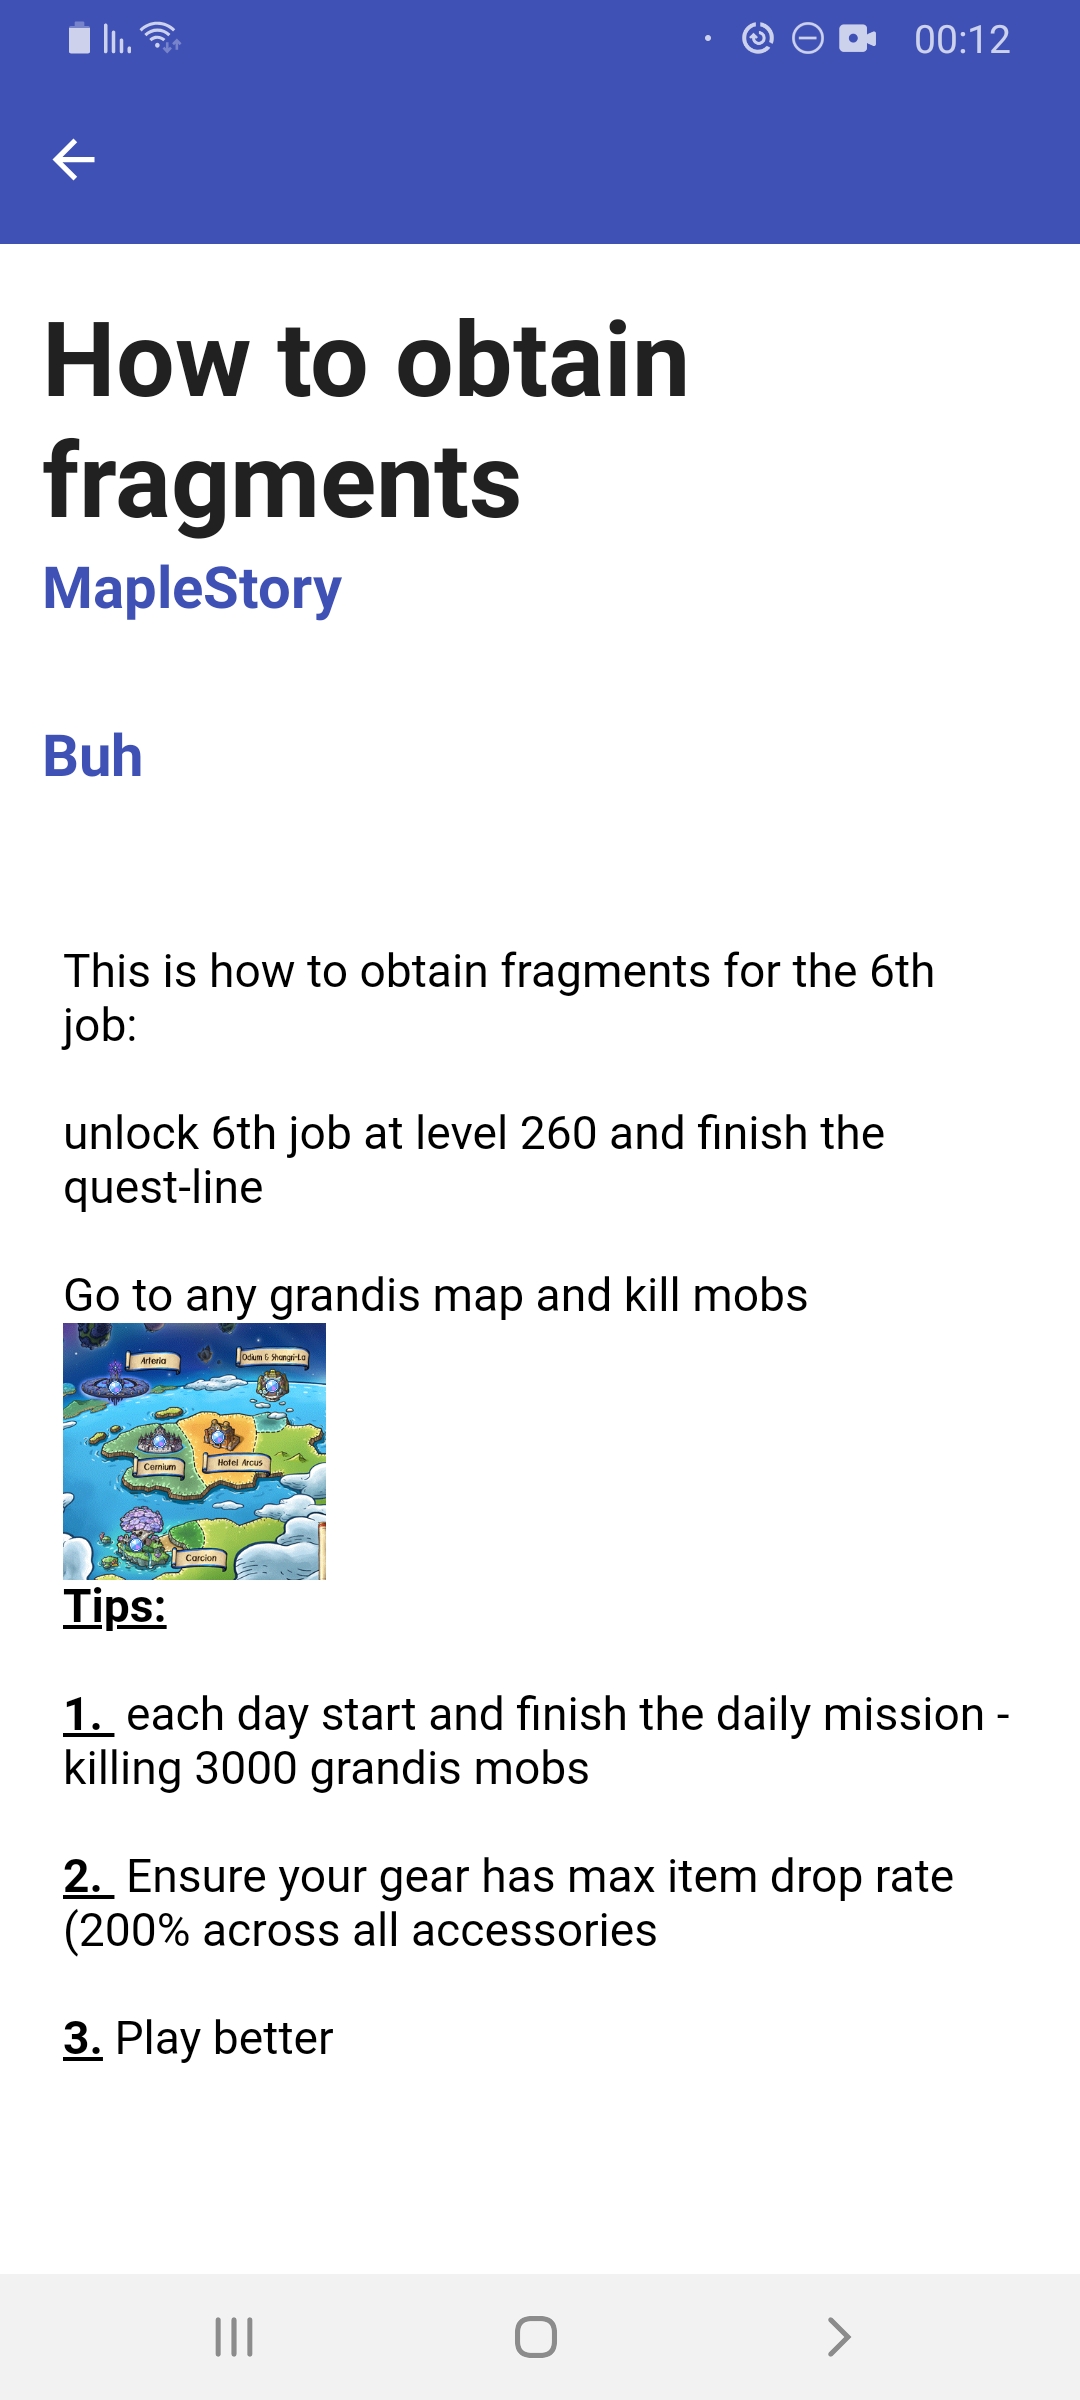 00:12
How to obtain
fragments
MapleStory
Buh
This is how to obtain fragments for the 6th
job:
unlock 6th job at level 260 and finish the
quest-line
Go to any grandis map and kill mobs
Arteria
Odium & Shangri-La
Cernium
Hotel Arcus
Carcion
Tips:
1. each day start and finish the daily mission -
killing 3000 grandis mobs
2. Ensure your gear has max item drop rate
(200% across all accessories
3. Play better